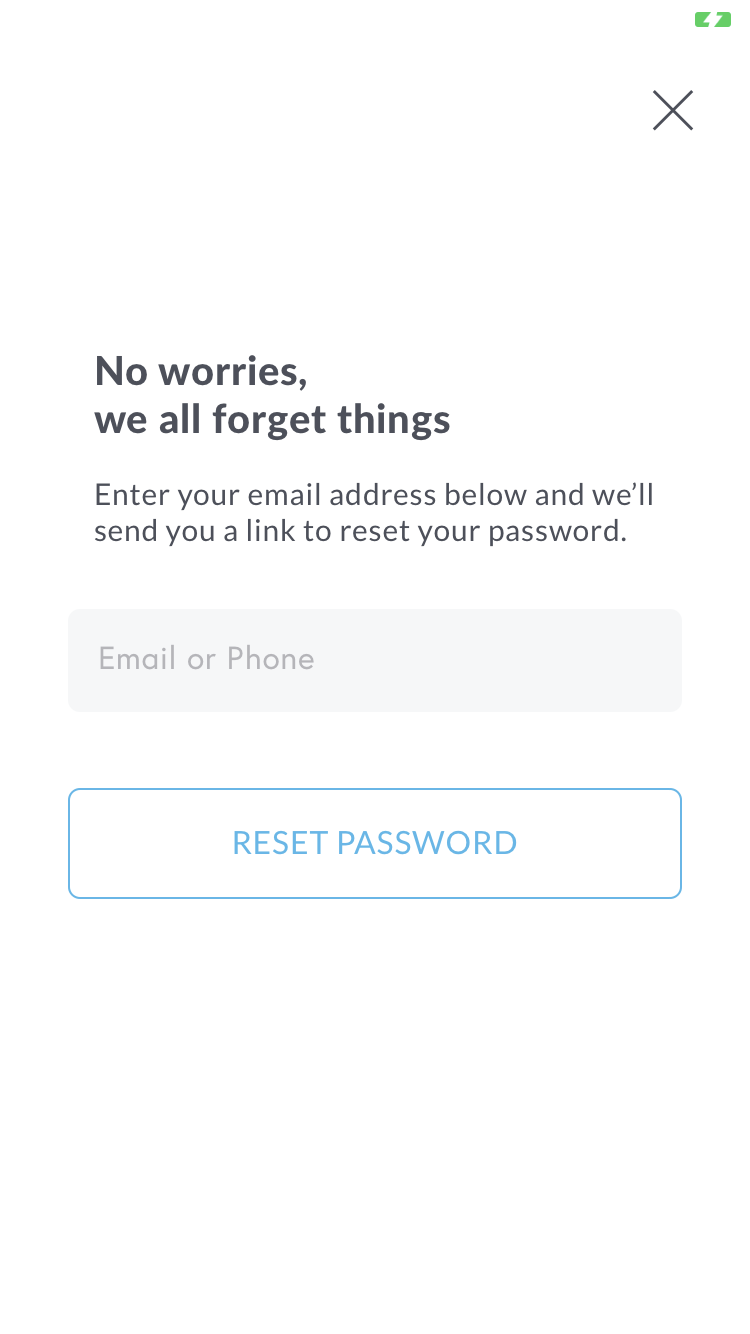 No worries,
we all forget things
Enter your email address below and we’ll
send you a link to reset your password.
Email or Phone
RESET PASSWORD